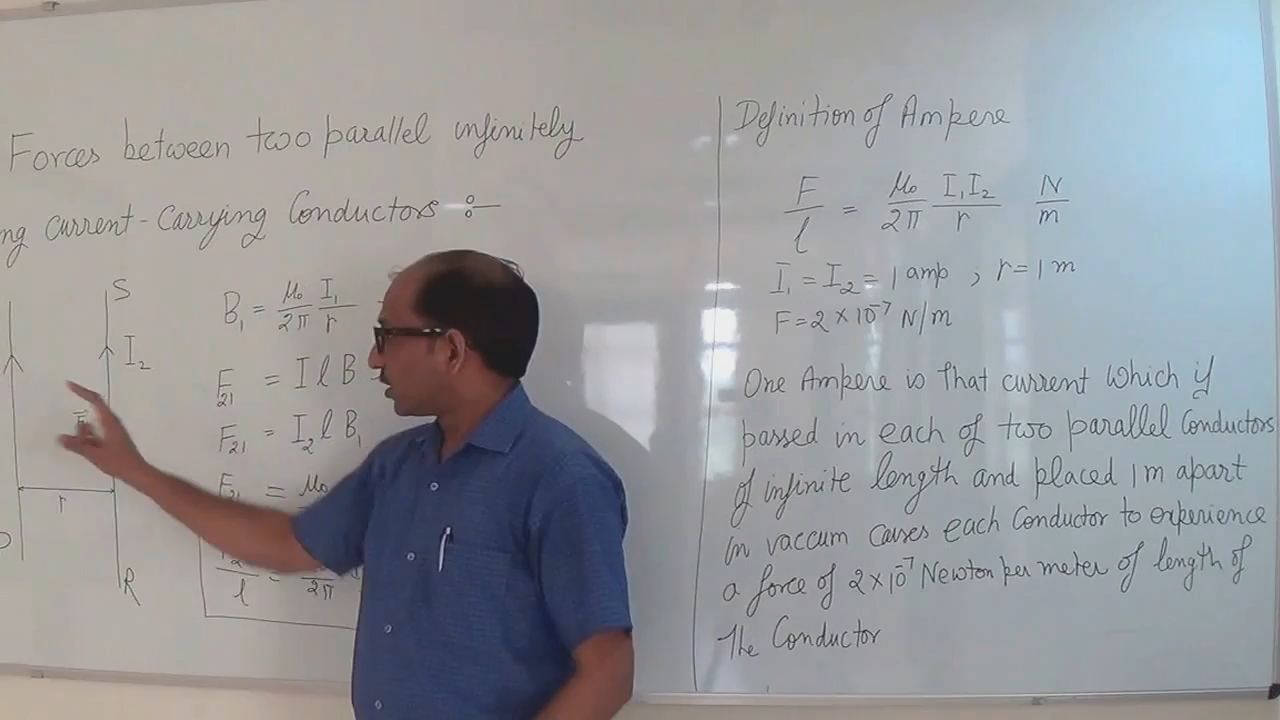 Forces between two parallel infinitely
ng current-Carrying Conductors :-
S
I₂
r
R
B₁ = μ₀/2π I₁/r
F₂₁ = I l B
F₂₁ = I₂ l B₁
F₂₁ = μ₀
l = 2π
Definition of Ampere
F/l = μ₀/2π I₁I₂/r N/m
I₁ = I₂ = 1 amp , r = 1 m
F = 2 × 10⁻⁷ N/m
One Ampere is that current which if
passed in each of two parallel Conductors
of infinite length and placed 1m apart
in vaccum causes each Conductor to experience
a force of 2 × 10⁻⁷ Newton per meter of length of
the Conductor